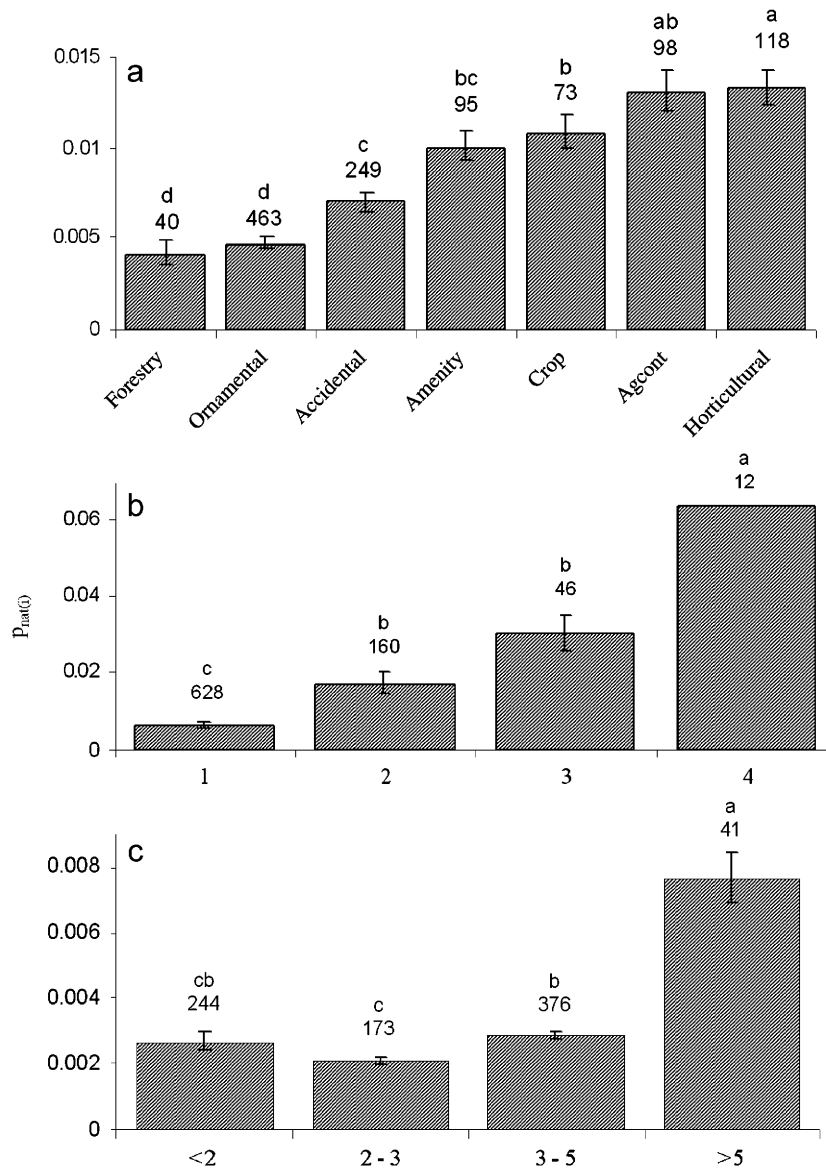 a
0.015
0.01
0.005
0
d
40
d
463
c
249
bc
95
b
73
ab
98
a
118
Forestry
Ornamental
Accidental
Amenity
Crop
Agcont
Horticultural
b
0.06
0.04
0.02
0
Pnat(i)
c
628
b
160
b
46
a
12
1
2
3
4
c
0.008
0.006
0.004
0.002
0
cb
244
c
173
b
376
a
41
<2
2 - 3
3 - 5
>5